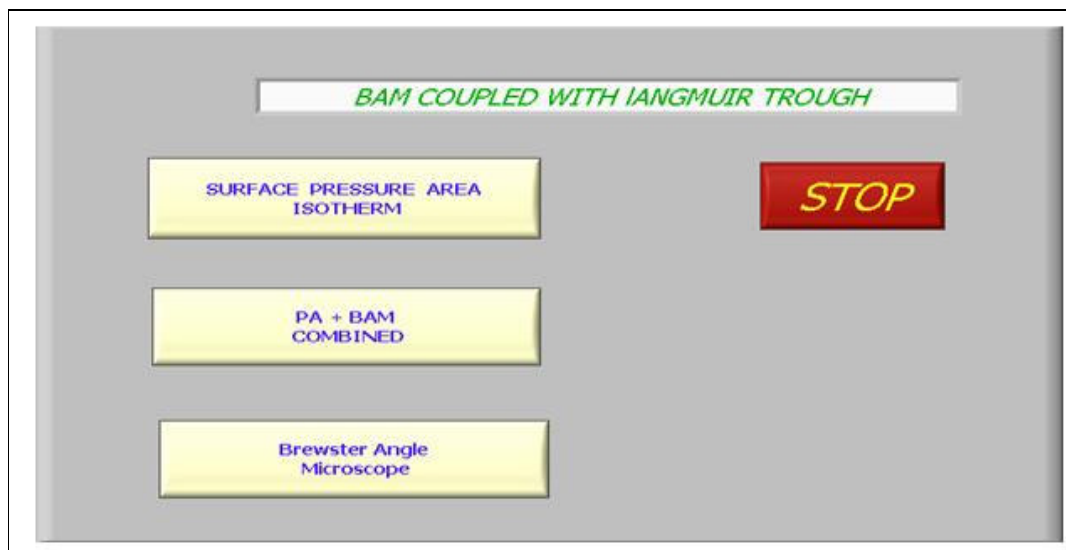 BAM COUPLED WITH lANGMUIR TROUGH
SURFACE PRESSURE AREA
ISOTHERM
STOP
PA + BAM
COMBINED
Brewster Angle
Microscope